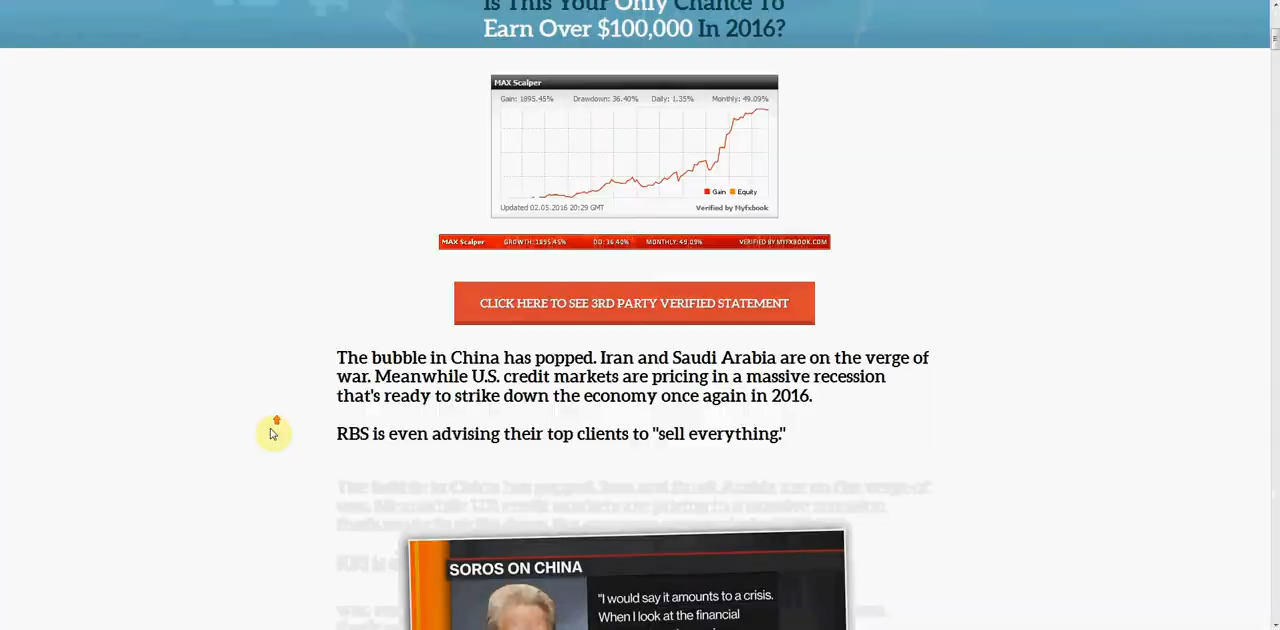 Is This Your Only Chance To
Earn Over $100,000 In 2016?
MAX Scalper
Gain: 1895.45% Drawdown: 36.40% Daily: 1.35% Monthly: 49.09%
Gain Equity
Updated 02.05.2016 20:29 GMT Verified by Myfxbook
MAX Scalper GROWTH: 1895.45% DD: 36.40% MONTHLY: 49.09% VERIFIED BY MYFXBOOK.COM
CLICK HERE TO SEE 3RD PARTY VERIFIED STATEMENT
The bubble in China has popped. Iran and Saudi Arabia are on the verge of
war. Meanwhile U.S. credit markets are pricing in a massive recession
that's ready to strike down the economy once again in 2016.
RBS is even advising their top clients to "sell everything."
SOROS ON CHINA
"I would say it amounts to a crisis.
When I look at the financial